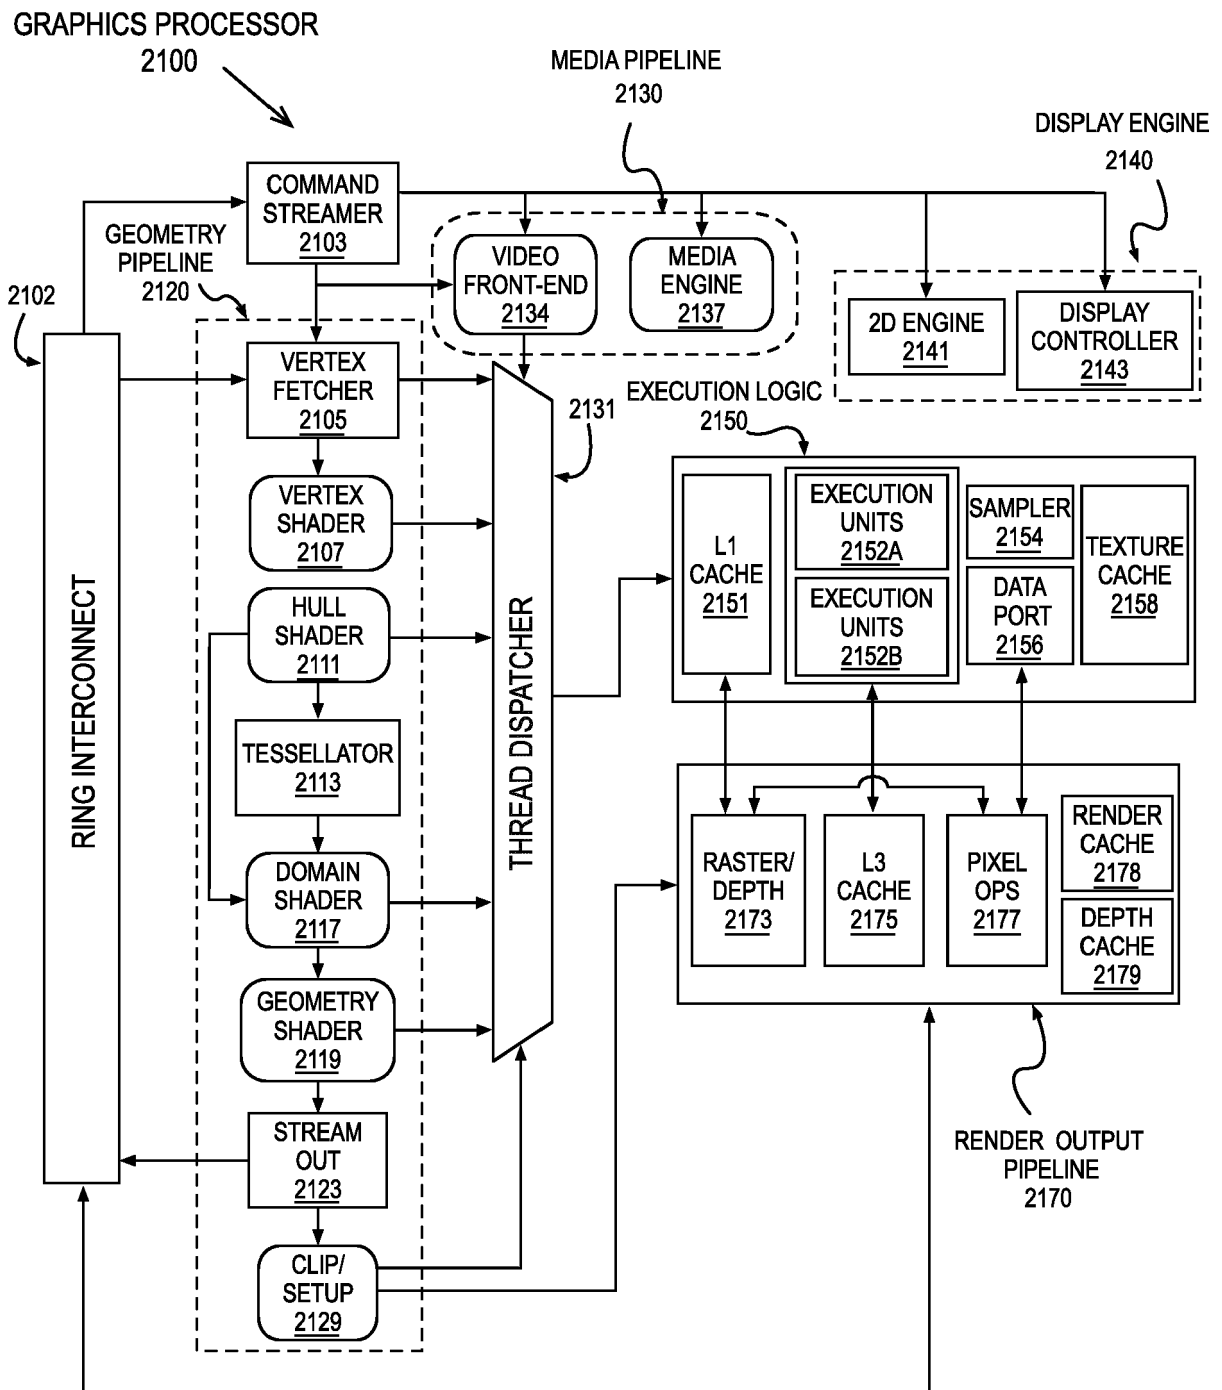 GRAPHICS PROCESSOR
2100
MEDIA PIPELINE
2130
DISPLAY ENGINE
2140
COMMAND
STREAMER
2103
GEOMETRY
PIPELINE
2120
2102
VIDEO
FRONT-END
2134
MEDIA
ENGINE
2137
2D ENGINE
2141
DISPLAY
CONTROLLER
2143
RING INTERCONNECT
VERTEX
FETCHER
2105
VERTEX
SHADER
2107
HULL
SHADER
2111
TESSELLATOR
2113
DOMAIN
SHADER
2117
GEOMETRY
SHADER
2119
STREAM
OUT
2123
CLIP/
SETUP
2129
2131
THREAD DISPATCHER
EXECUTION LOGIC
2150
L1
CACHE
2151
EXECUTION
UNITS
2152A
EXECUTION
UNITS
2152B
SAMPLER
2154
DATA
PORT
2156
TEXTURE
CACHE
2158
RASTER/
DEPTH
2173
L3
CACHE
2175
PIXEL
OPS
2177
RENDER
CACHE
2178
DEPTH
CACHE
2179
RENDER OUTPUT
PIPELINE
2170